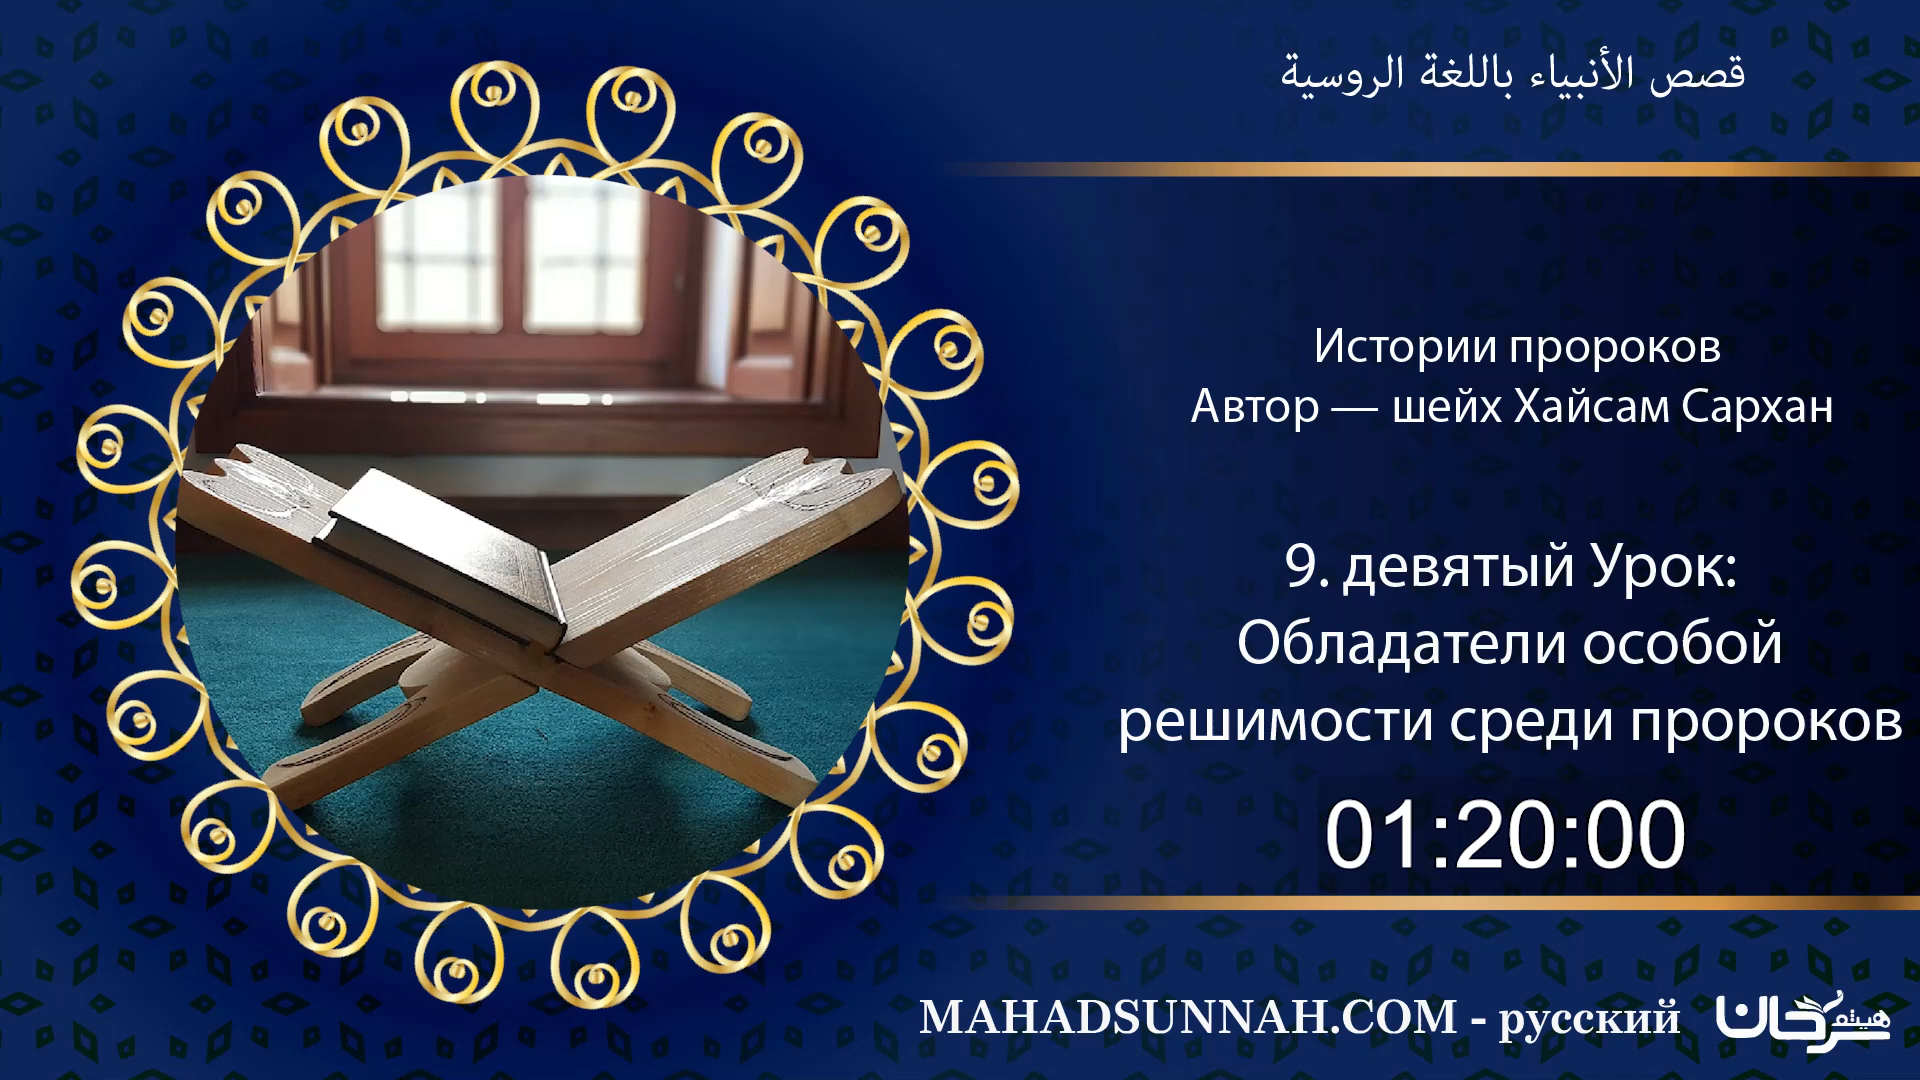 قصص الأنبياء باللغة الروسية
Истории пророков
Автор — шейх Хайсам Сархан
9. девятый Урок:
Обладатели особой
решимости среди пророков
01:20:00
MAHADSUNNAH.COM - русский
هيثم سرحان